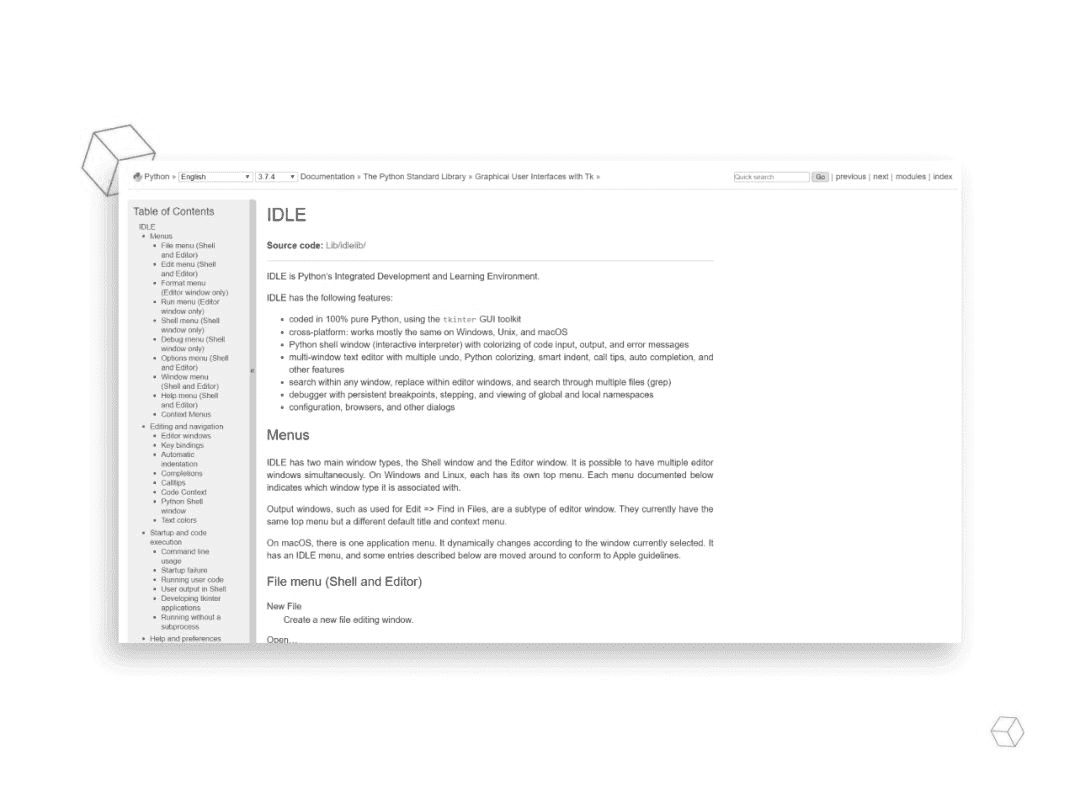 Python » English 3.7.4 Documentation » The Python Standard Library » Graphical User Interfaces with Tk »
Quick search Go | previous | next | modules | index
Table of Contents
IDLE
Menus
File menu (Shell
and Editor)
Edit menu (Shell
and Editor)
Format menu
(Editor window only)
Run menu (Editor
window only)
Shell menu (Shell
window only)
Debug menu (Shell
window only)
Options menu (Shell
and Editor)
Window menu
(Shell and Editor)
Help menu (Shell
and Editor)
Context Menus
Editing and navigation
Editor windows
Key bindings
Automatic
indentation
Completions
Calltips
Code Context
Python Shell
window
Text colors
Startup and code
execution
Command line
usage
Startup failure
Running user code
User output in Shell
Developing tkinter
applications
Running without a
subprocess
Help and preferences
«
IDLE
Source code: Lib/idlelib/
IDLE is Python's Integrated Development and Learning Environment.
IDLE has the following features:
coded in 100% pure Python, using the tkinter GUI toolkit
cross-platform: works mostly the same on Windows, Unix, and macOS
Python shell window (interactive interpreter) with colorizing of code input, output, and error messages
multi-window text editor with multiple undo, Python colorizing, smart indent, call tips, auto completion, and
other features
search within any window, replace within editor windows, and search through multiple files (grep)
debugger with persistent breakpoints, stepping, and viewing of global and local namespaces
configuration, browsers, and other dialogs
Menus
IDLE has two main window types, the Shell window and the Editor window. It is possible to have multiple editor
windows simultaneously. On Windows and Linux, each has its own top menu. Each menu documented below
indicates which window type it is associated with.
Output windows, such as used for Edit => Find in Files, are a subtype of editor window. They currently have the
same top menu but a different default title and context menu.
On macOS, there is one application menu. It dynamically changes according to the window currently selected. It
has an IDLE menu, and some entries described below are moved around to conform to Apple guidelines.
File menu (Shell and Editor)
New File
Create a new file editing window.
Open…